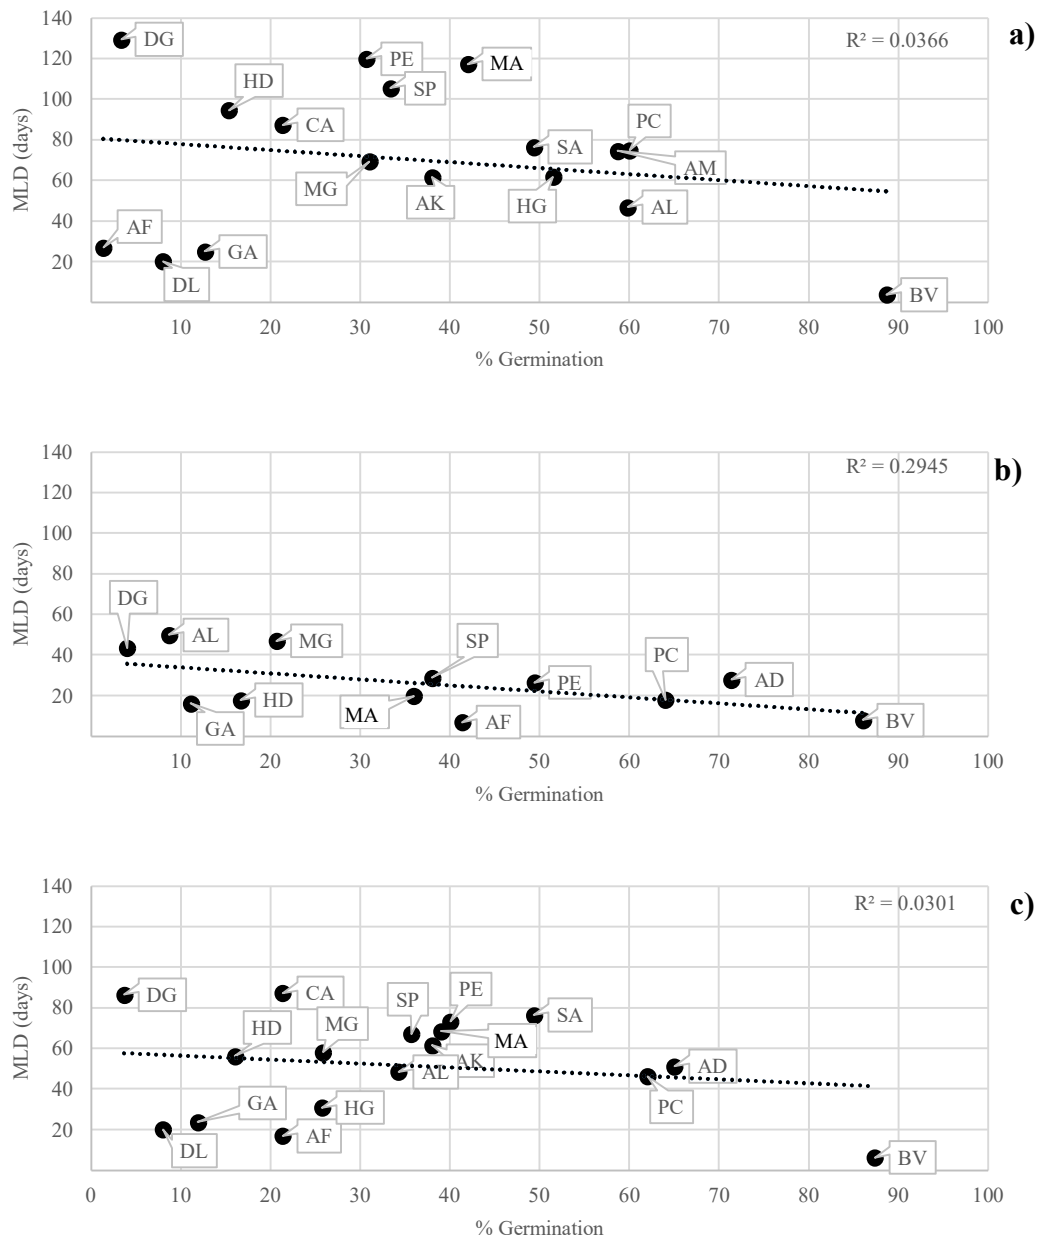 140
R² = 0.0366
a)
DG
120
PE
MA
HD
SP
100
CA
PC
80
SA
MG
AM
60
AK
HG
AL
40
AF
GA
20
DL
BV
MLD (days)
10 20 30 40 50 60 70 80 90 100
% Germination
140
R² = 0.2945
b)
120
100
80
60
DG
AL
MG
SP
PC
40
PE
AD
20
GA
HD
MA
AF
BV
MLD (days)
10 20 30 40 50 60 70 80 90 100
% Germination
140
R² = 0.0301
c)
120
100
DG
CA
SP
PE
80
SA
HD
MG
MA
60
AL
AK
AD
40
GA
HG
PC
20
DL
AF
BV
MLD (days)
0 10 20 30 40 50 60 70 80 90 100
% Germination